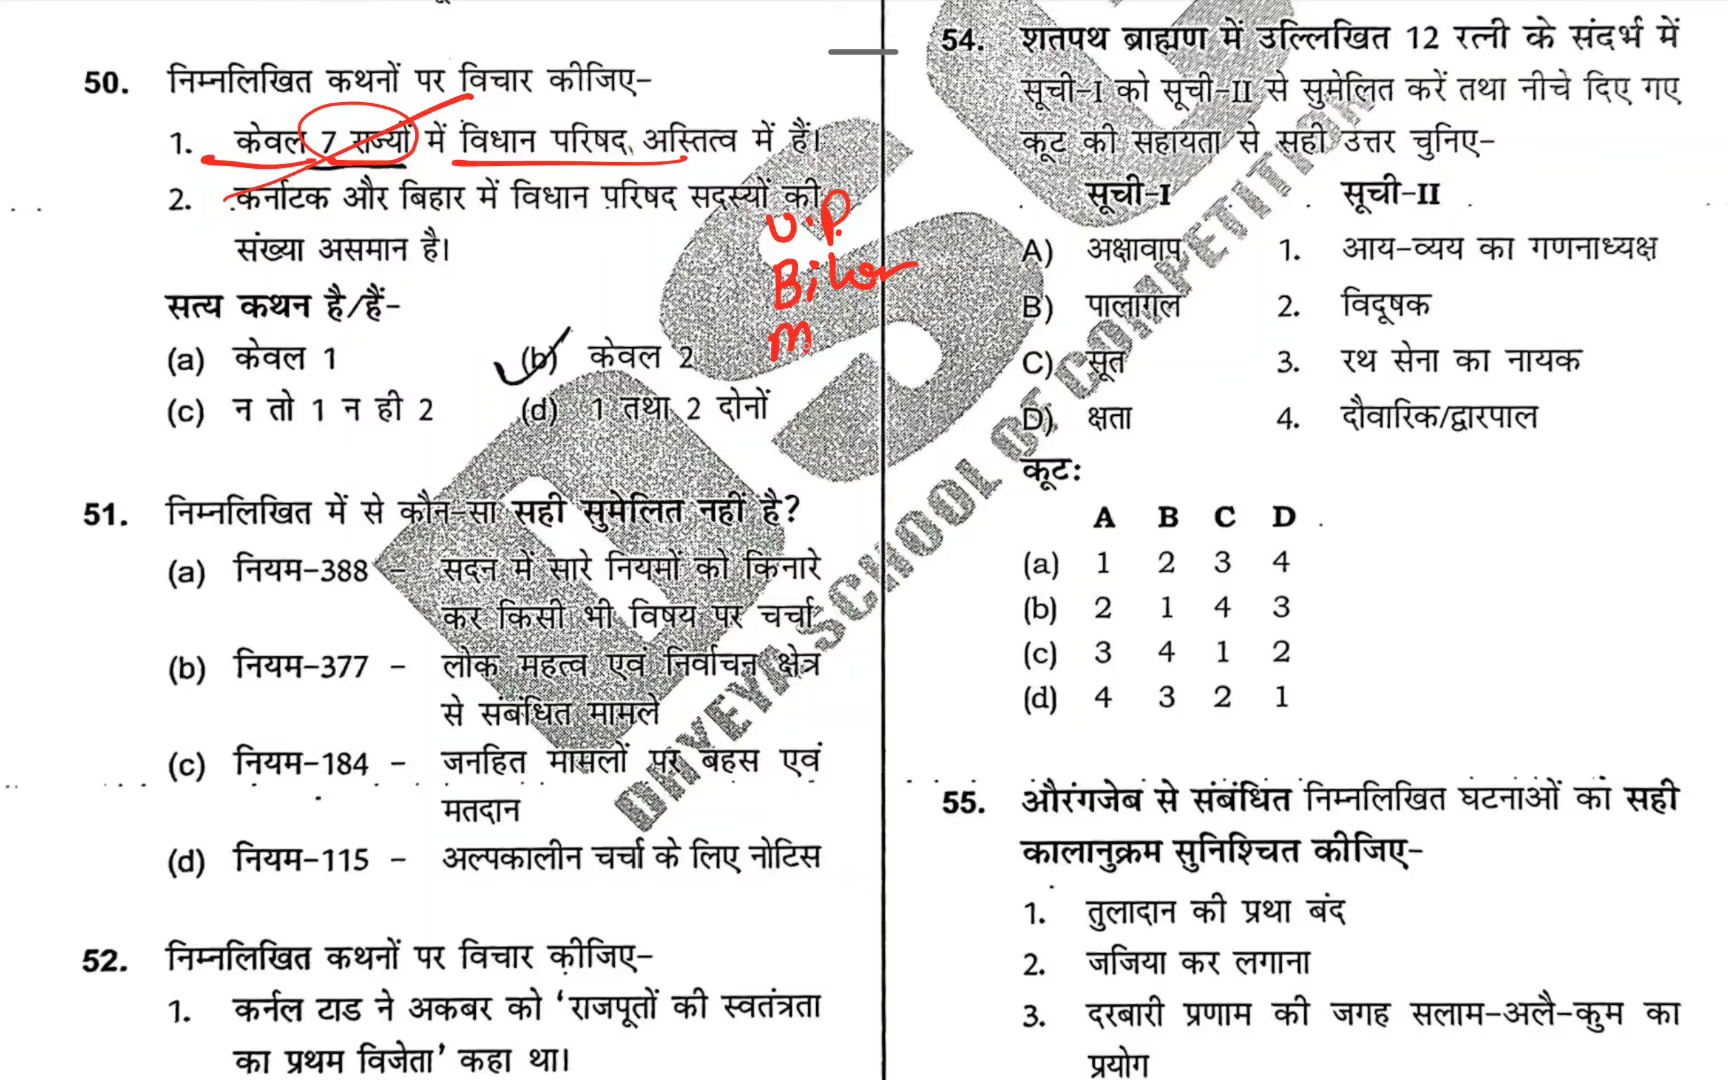 50. निम्नलिखित कथनों पर विचार कीजिए–
1. केवल 7 राज्यों में विधान परिषद अस्तित्व में हैं।
2. कर्नाटक और बिहार में विधान परिषद सदस्यों की
संख्या असमान है।
सत्य कथन है/हैं–
(a) केवल 1 (b) केवल 2
(c) न तो 1 न ही 2 (d) 1 तथा 2 दोनों
U.P.
Bihar
m
51. निम्नलिखित में से कौन-सा सही सुमेलित नहीं है?
(a) नियम-388 - सदन में सारे नियमों को किनारे
कर किसी भी विषय पर चर्चा
(b) नियम-377 - लोक महत्व एवं निर्वाचन क्षेत्र
से संबंधित मामले
(c) नियम-184 - जनहित मामलों पर बहस एवं
मतदान
(d) नियम-115 - अल्पकालीन चर्चा के लिए नोटिस
52. निम्नलिखित कथनों पर विचार कीजिए–
1. कर्नल टाड ने अकबर को ‘राजपूतों की स्वतंत्रता
का प्रथम विजेता’ कहा था।
54. शतपथ ब्राह्मण में उल्लिखित 12 रत्नी के संदर्भ में
सूची-I को सूची-II से सुमेलित करें तथा नीचे दिए गए
कूट की सहायता से सही उत्तर चुनिए–
सूची-I सूची-II
A) अक्षावाप 1. आय-व्यय का गणनाध्यक्ष
B) पालागल 2. विदूषक
C) सूत 3. रथ सेना का नायक
D) क्षता 4. दौवारिक/द्वारपाल
कूटः
A B C D
(a) 1 2 3 4
(b) 2 1 4 3
(c) 3 4 1 2
(d) 4 3 2 1
55. औरंगजेब से संबंधित निम्नलिखित घटनाओं का सही
कालानुक्रम सुनिश्चित कीजिए–
1. तुलादान की प्रथा बंद
2. जजिया कर लगाना
3. दरबारी प्रणाम की जगह सलाम-अलै-कुम का
प्रयोग
DSC
DHYEYA SCHOOL OF COMPETITION